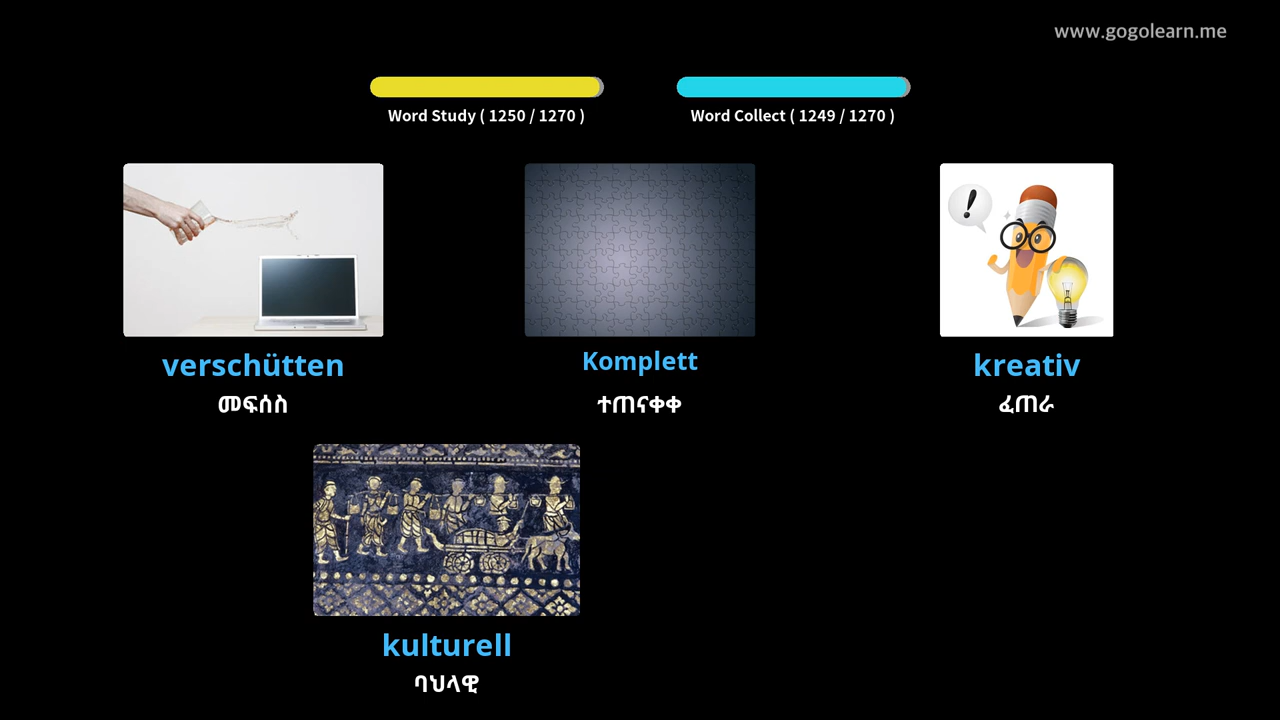 www.gogolearn.me
Word Study ( 1250 / 1270 )
Word Collect ( 1249 / 1270 )
verschütten
መፍሰስ
Komplett
ተጠናቀቀ
kreativ
ፈጠራ
kulturell
ባህላዊ